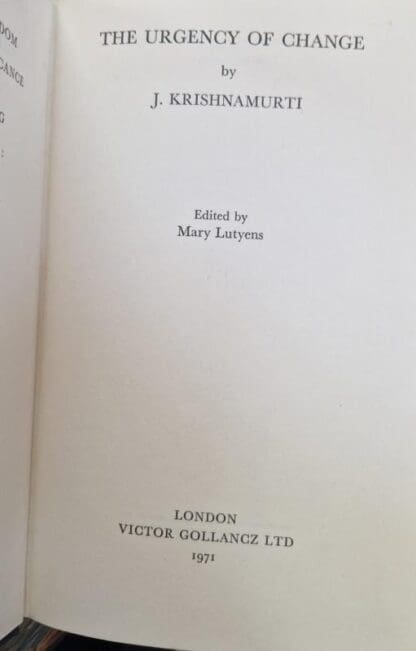 THE URGENCY OF CHANGE
by
J. KRISHNAMURTI
Edited by
Mary Lutyens
LONDON
VICTOR GOLLANCZ LTD
1971